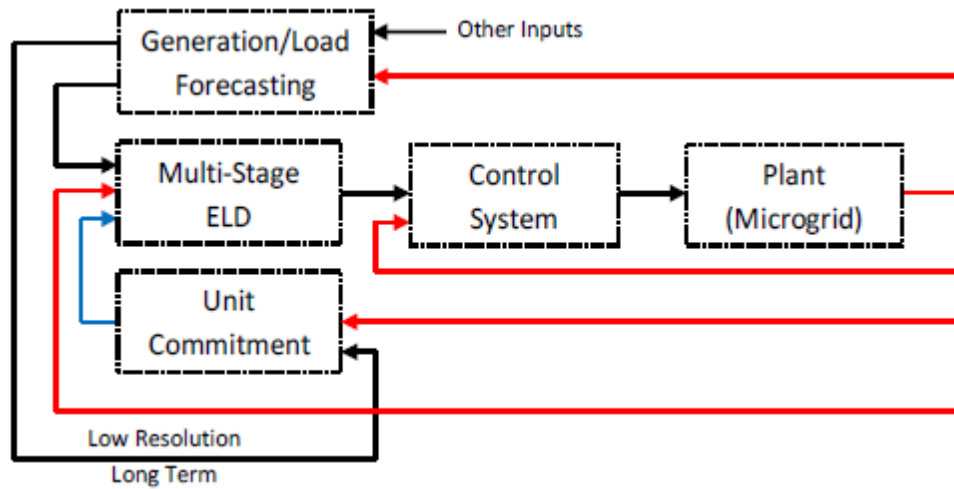 Generation/Load
Forecasting
Other Inputs
Multi-Stage
ELD
Control
System
Plant
(Microgrid)
Unit
Commitment
Low Resolution
Long Term